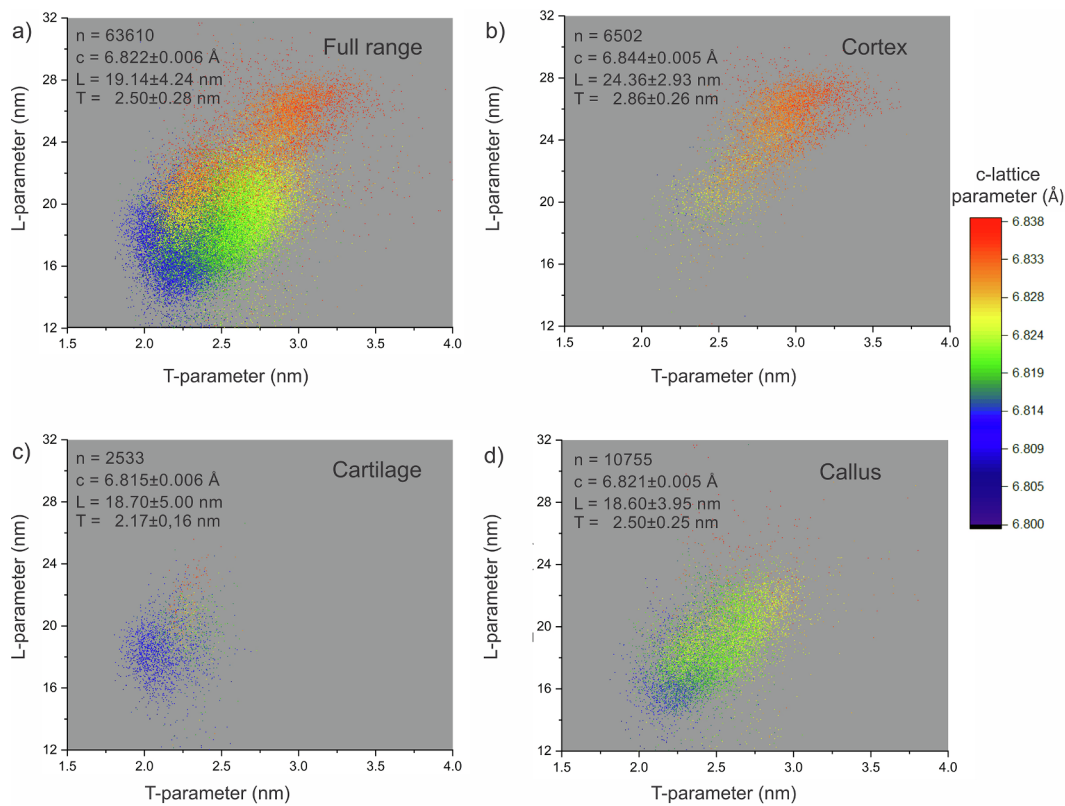 a)
n = 63610
c = 6.822±0.006 Å
L = 19.14±4.24 nm
T = 2.50±0.28 nm
Full range
32
28
24
20
16
12
L-parameter (nm)
1.5 2.0 2.5 3.0 3.5 4.0
T-parameter (nm)
b)
n = 6502
c = 6.844±0.005 Å
L = 24.36±2.93 nm
T = 2.86±0.26 nm
Cortex
32
28
24
20
16
12
L-parameter (nm)
1.5 2.0 2.5 3.0 3.5 4.0
T-parameter (nm)
c-lattice
parameter (Å)
6.838
6.833
6.828
6.824
6.819
6.814
6.809
6.805
6.800
c)
n = 2533
c = 6.815±0.006 Å
L = 18.70±5.00 nm
T = 2.17±0,16 nm
Cartilage
32
28
24
20
16
12
L-parameter (nm)
1.5 2.0 2.5 3.0 3.5 4.0
T-parameter (nm)
d)
n = 10755
c = 6.821±0.005 Å
L = 18.60±3.95 nm
T = 2.50±0.25 nm
Callus
32
28
24
20
16
12
L-parameter (nm)
1.5 2.0 2.5 3.0 3.5 4.0
T-parameter (nm)